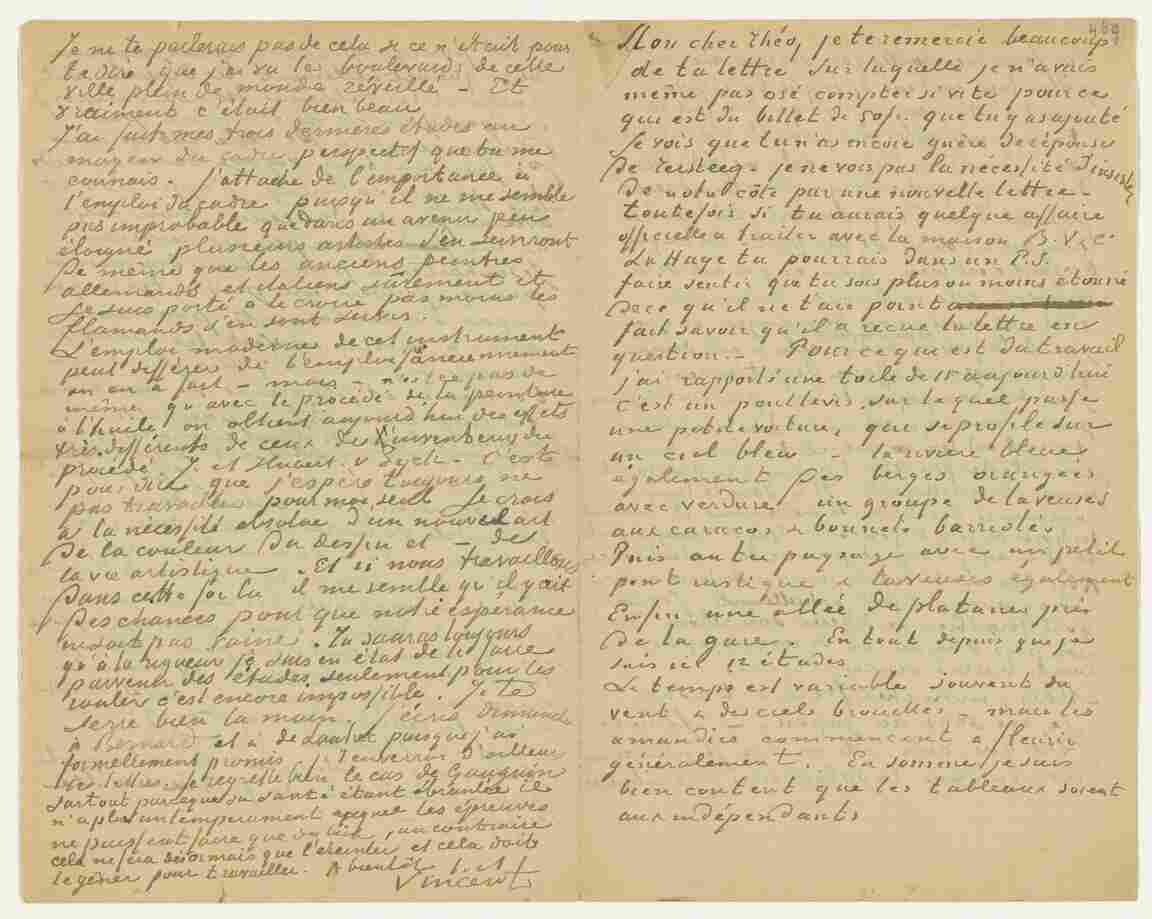 480
Mon cher Théo, je te remercie beaucoup
de ta lettre sur laquelle je n'avais
même pas osé compter si vite pour ce
qui est du billet de 50 fr. que tu y as ajouté
Je vois que tu n'as encore guère de réponse
de Tersteeg – je ne vois pas la nécessité d'insister
de notre côté par une nouvelle lettre –
toutefois si tu aurais quelque affaire
officielle a traiter avec la maison B. V. & Cie
La Haye tu pourrais dans un P.S.
faire sentir que tu sois plus ou moins étonné
de ce qu'il ne t'aie point
fait savoir qu'il a recue la lettre en
question. – Pour ce qui est du travail
j'ai rapporté une toile de 15 aujourd'hui
c'est un pont levis, sur lequel passe
une petite voiture, qui se profile sur
un ciel bleu – la rivière bleue
également des berges orangées
avec verdure un groupe de laveuses
aux caracos & bonnets barriolés
Puis autre paysage avec un petit
pont rustique & laveuses également
Enfin une allée de platanes près
de la gare. En tout depuis que je
suis ici 12 études
Le temps est variable souvent du
vent & des ciels brouillés – mais les
amandiers commencent à fleurir
généralement. En somme je suis
bien content que les tableaux soient
aux indépendants
Je ne te parlerais pas de cela si ce n'était pour
te dire que j'ai vu les boulevards de cette
ville plein de monde réveillé – Et
vraiment c'était bien beau
J'ai fait mes trois dernières études au
moyen du cadre perspectif que tu me
connais. J'attache de l'importance à
l'emploi du cadre puisqu'il ne me semble
pas improbable que dans un avenir peu
éloigné plusieurs artistes s'en serviront
de même que les anciens peintres
allemands et italiens sûrement et
je suis porté à le croire pas moins les
flamands s'en sont servis.
L'emploi moderne de cet instrument
peut différer de l'emploi qu'anciennement
on en a fait – mais – n'est ce pas de
même qu'avec le procédé de la peinture
à l'huile on obtient aujourd'hui des effets
très différents de ceux des inventeurs du
procédé J. et Hubert v Eyck – C'est
pour dire que j'espère toujours ne
pas travailler pour moi seul Je crois
à la nécessité absolue d'un nouvel art
de la couleur du dessin et – de
la vie artistique. Et si nous travaillons
dans cette foi là il me semble qu'il y ait
des chances pour que notre espérance
ne soit pas vaine. Tu sauras toujours
qu'à la rigueur je suis en état de te faire
parvenir des études, seulement pour les
rouler c'est encore impossible. Je te
serre bien la main. J'écris dimanche
à Bernard et à de Lautrec puisque j'ai
formellement promis je t'enverrai d'ailleurs
ces lettres. Je regrette bien le cas de Gauguin
surtout parceque sa santé étant ébranlée il
n'a plus un tempérament auquel les épreuves
ne puissent faire que du bien, au contraire
cela ne fera désormais que l'éreinter et cela doit
le gêner pour travailler. A bientôt t. à t.
Vincent